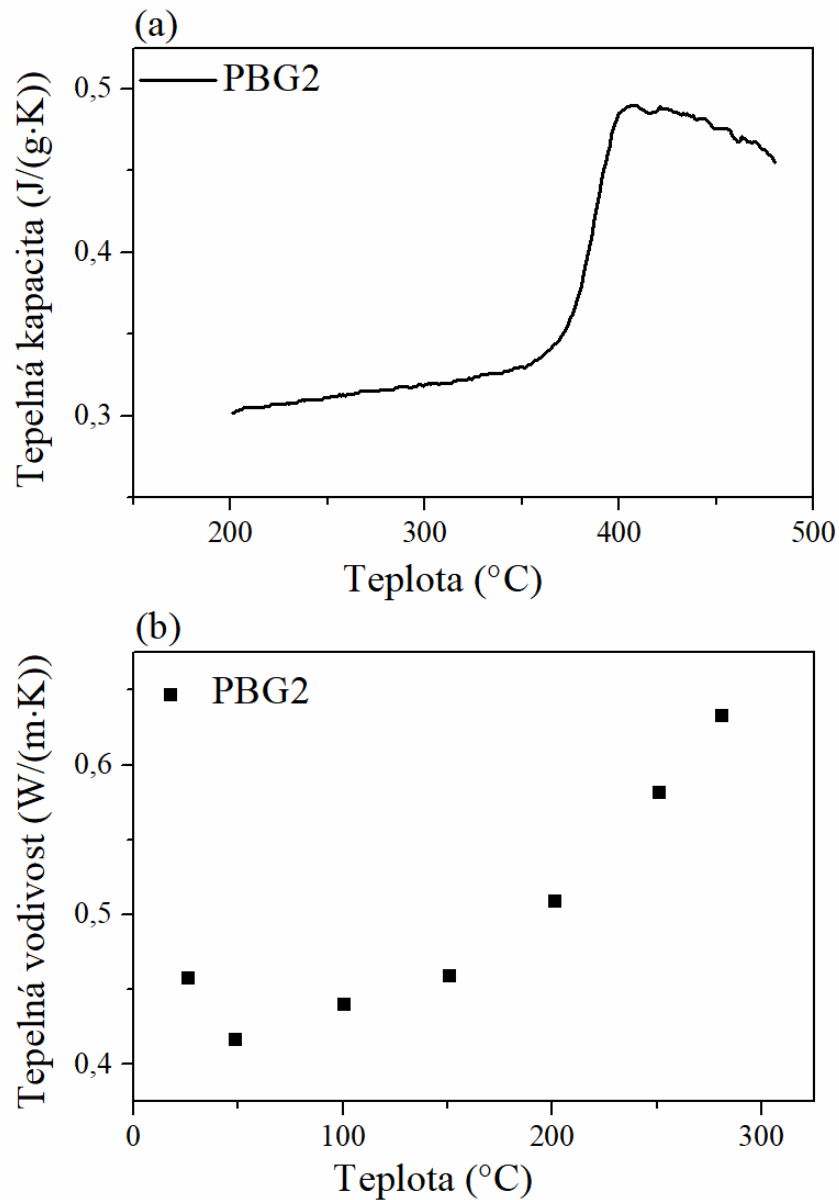 (a)
PBG2
Tepelná kapacita (J/(g·K))
0,5
0,4
0,3
200
300
400
500
Teplota (°C)
(b)
PBG2
Tepelná vodivost (W/(m·K))
0,6
0,5
0,4
0
100
200
300
Teplota (°C)